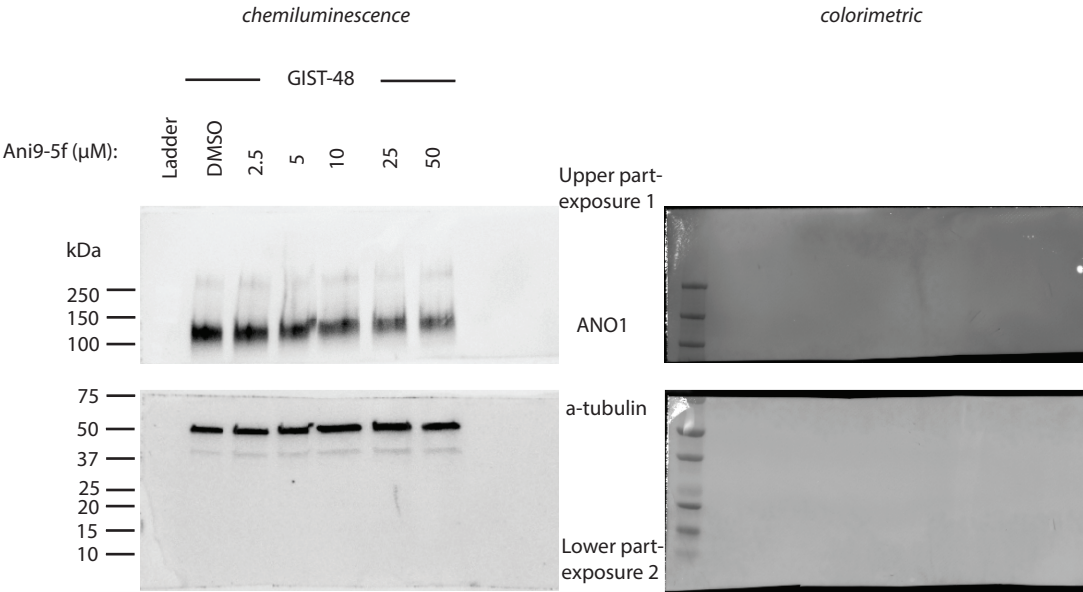 chemiluminescence
colorimetric
GIST-48
Ani9-5f (µM):
Ladder
DMSO
2.5
5
10
25
50
Upper part-
exposure 1
kDa
250
150
100
ANO1
75
50
37
25
20
15
10
a-tubulin
Lower part-
exposure 2